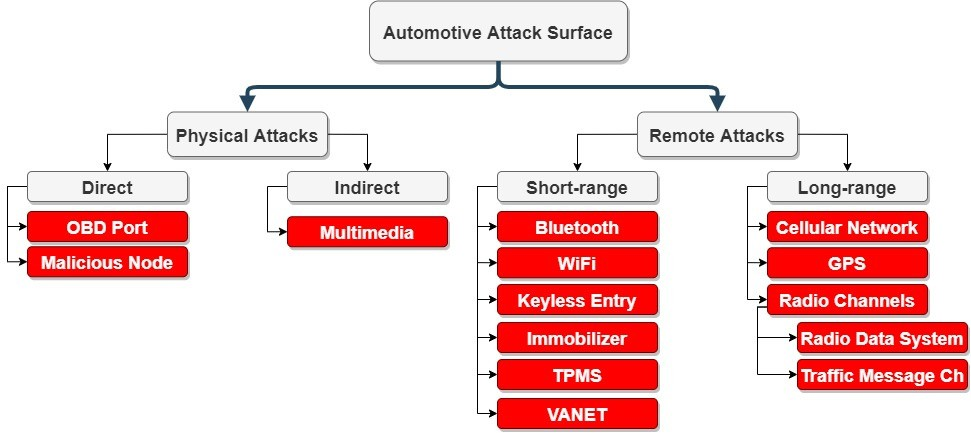 Automotive Attack Surface
Physical Attacks
Remote Attacks
Direct
Indirect
Short-range
Long-range
OBD Port
Malicious Node
Multimedia
Bluetooth
WiFi
Keyless Entry
Immobilizer
TPMS
VANET
Cellular Network
GPS
Radio Channels
Radio Data System
Traffic Message Ch